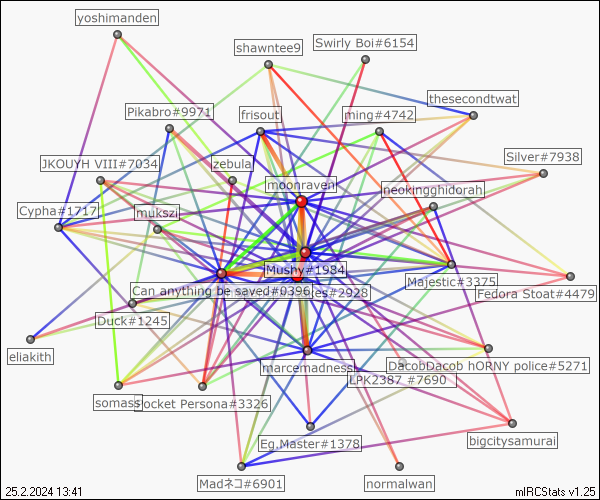 yoshimanden
Swirly Boi#6154
shawntee9
thesecondtwat
Pikabro#9971
frisout
ming#4742
JKOUYH VIII#7034
zebula
Silver#7938
moonraven
neokingghidorah
Cypha#1717
mukszi
Mushy#1984
Majestic#3375
Can anything be saved#0396
es#2928
Fedora Stoat#4479
Duck#1245
eliakith
marcemadness
DacobDacob hORNY police#5271
LPK2387_#7690
somass
ocket Persona#3326
bigcitysamurai
Eg.Master#1378
Madネコ#6901
normalwan
25.2.2024 13:41
mIRCStats v1.25